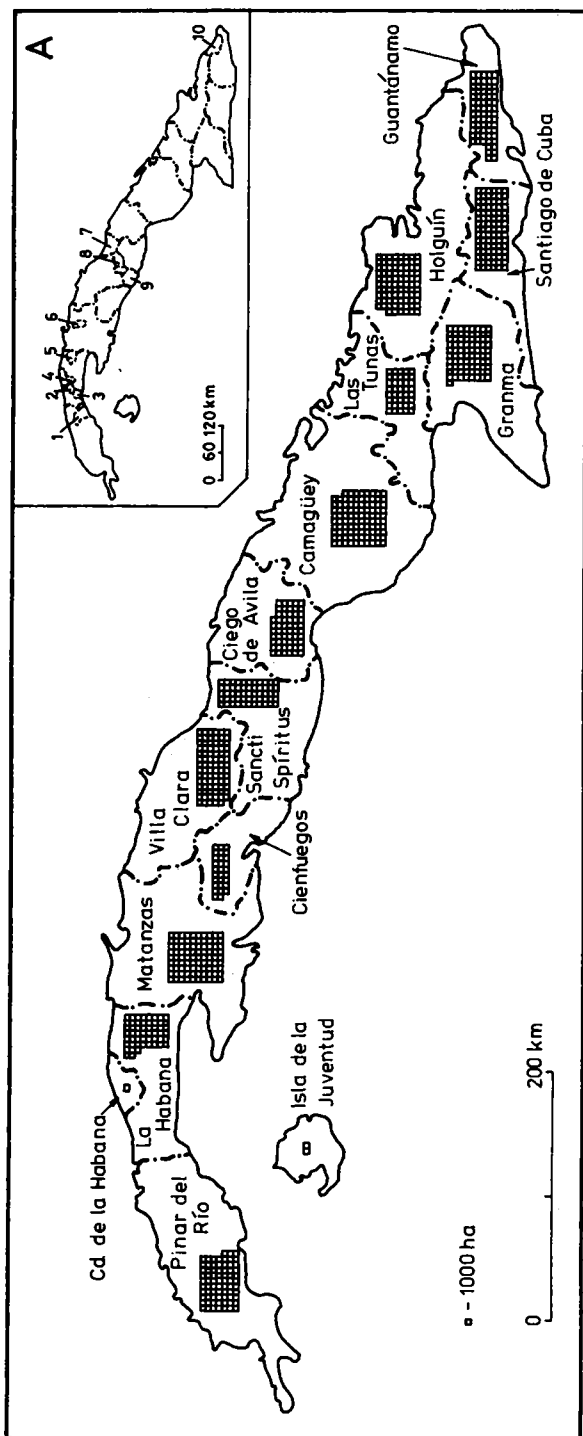 Cd. de la Habana
Pinar del
Río
La
Habana
Matanzas
Isla de la
Juventud
Cienfuegos
Villa
Clara
Sancti
Spíritus
Ciego
de Avila
Camagüey
Las
Tunas
Holguín
Granma
Santiago de Cuba
Guantánamo
- 1000 ha
0 200 km
A
1
2
3
4
5
6
7
8
9
10
0 60 120 km